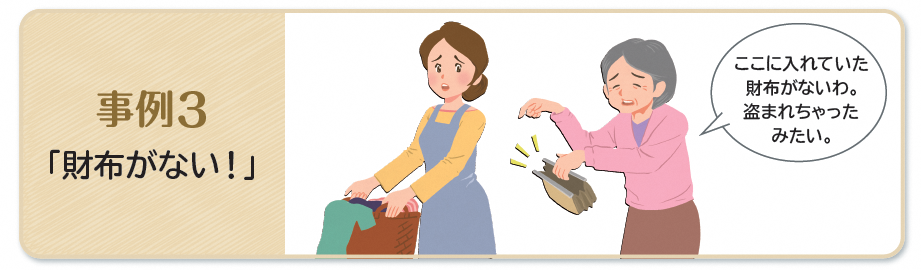 事例3
「財布がない！」
ここに入れていた
財布がないわ。
盗まれちゃった
みたい。